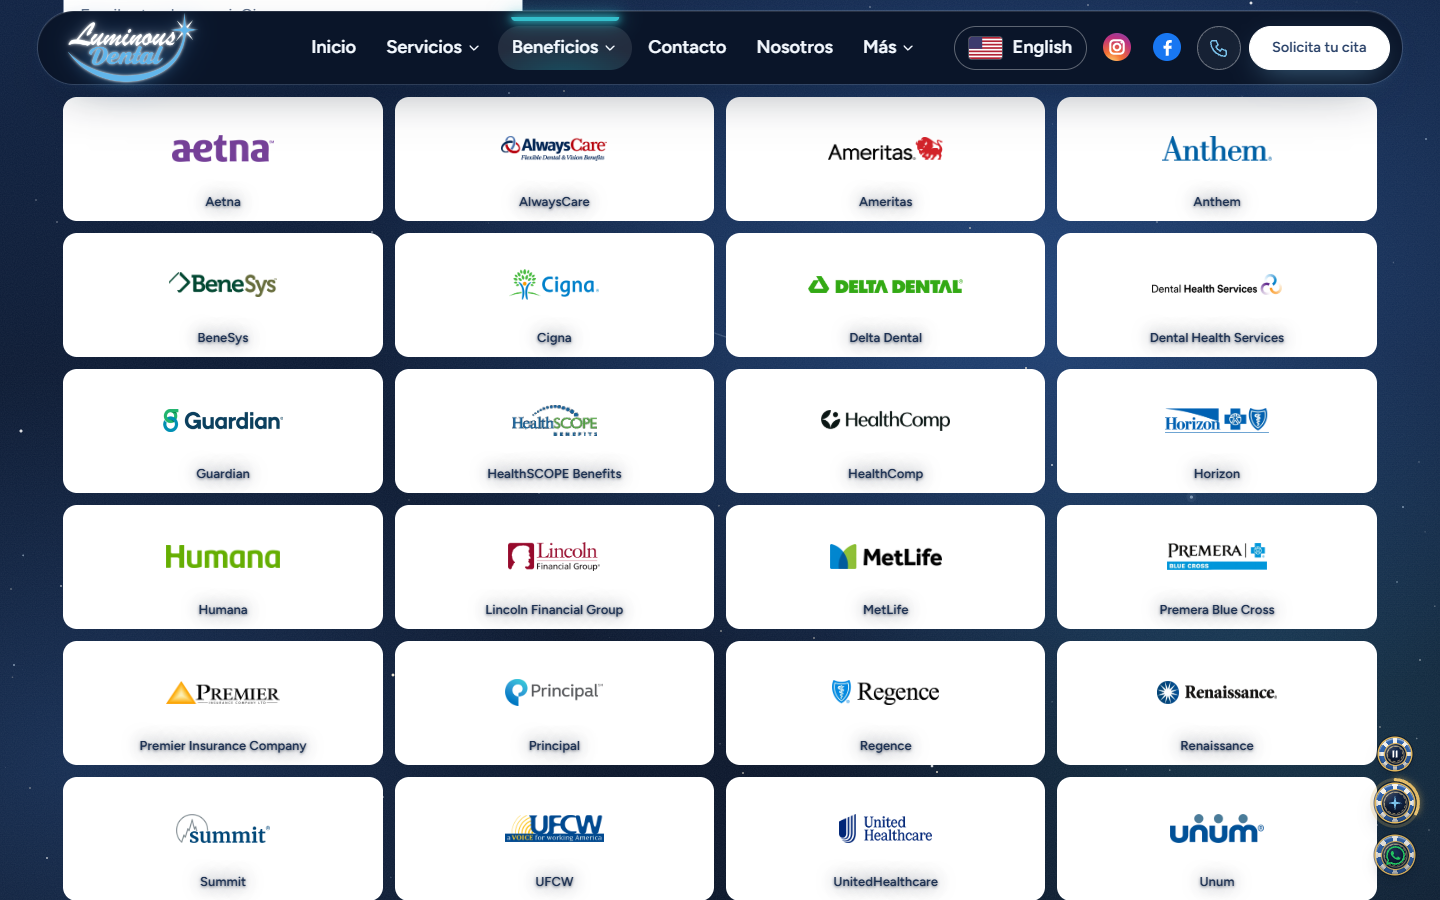 Luminous
Dental
Inicio
Servicios
Beneficios
Contacto
Nosotros
Más
English
Solicita tu cita
aetna™
AlwaysCare
Flexible Dental & Vision Benefits
Ameritas
Anthem
Aetna
AlwaysCare
Ameritas
Anthem
BeneSys
Cigna
DELTA DENTAL
Dental Health Services
BeneSys
Cigna
Delta Dental
Dental Health Services
Guardian
HealthSCOPE
BENEFITS
HealthComp
Horizon
Guardian
HealthSCOPE Benefits
HealthComp
Horizon
Humana
Lincoln
Financial Group®
MetLife
PREMERA
BLUE CROSS
Humana
Lincoln Financial Group
MetLife
Premera Blue Cross
PREMIER
INSURANCE COMPANY LTD
Principal
Regence
Renaissance
Premier Insurance Company
Principal
Regence
Renaissance
summit®
UFCW
a VOICE for working America
United
Healthcare
unum®
Summit
UFCW
UnitedHealthcare
Unum